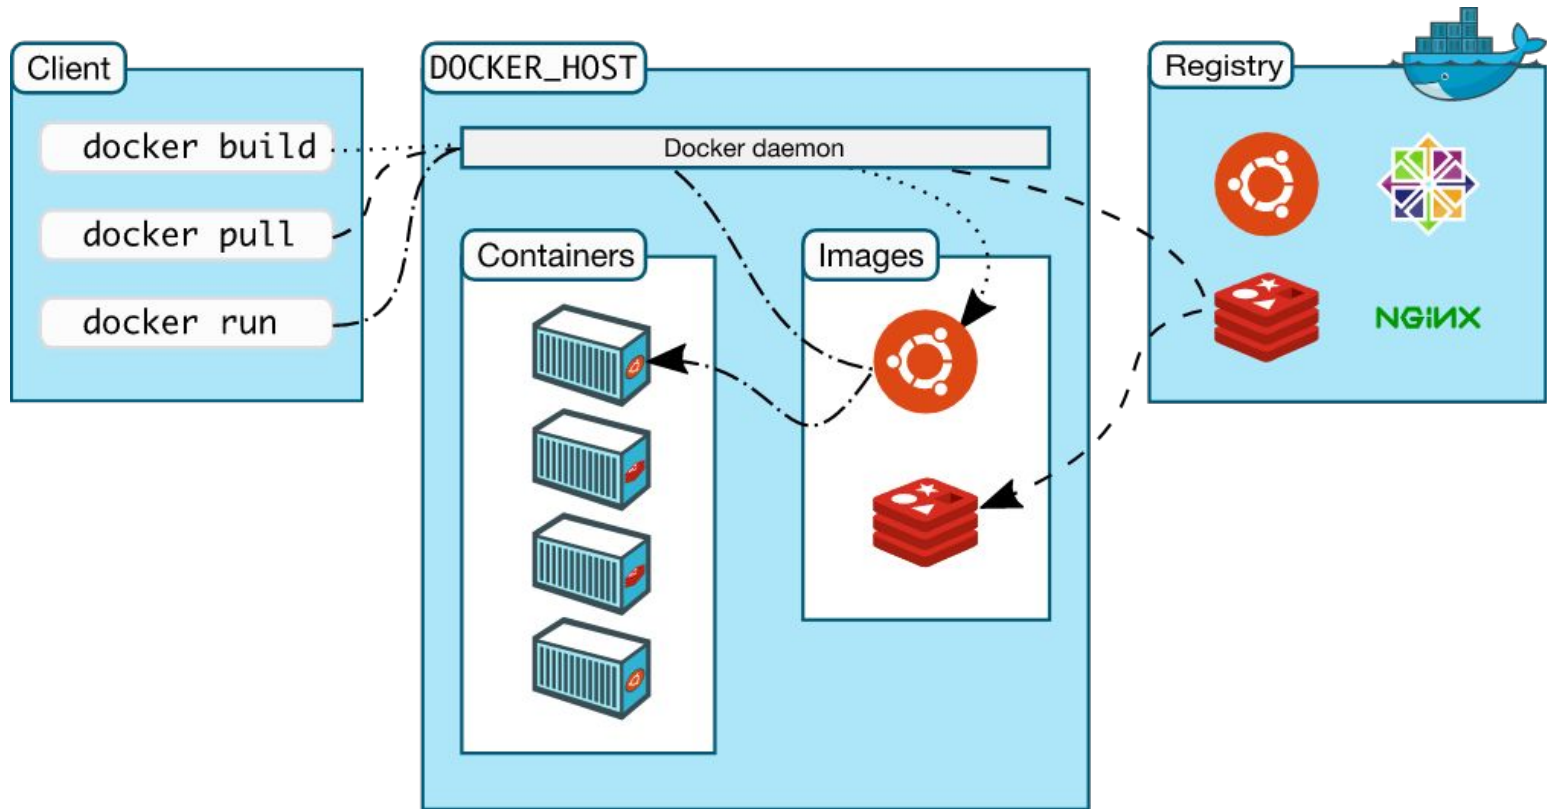 Client
docker build
docker pull
docker run
DOCKER_HOST
Docker daemon
Containers
Images
Registry
NGiNX